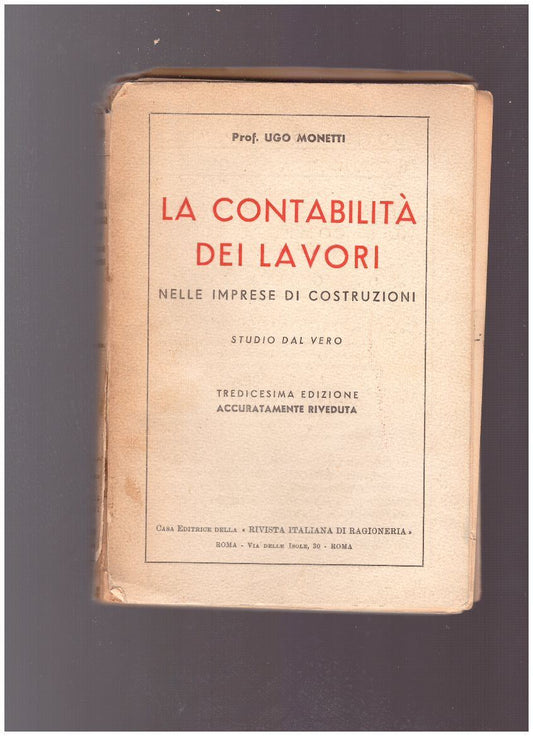 Prof. UGO MONETTI
LA CONTABILITÀ
DEI LAVORI
NELLE IMPRESE DI COSTRUZIONI
STUDIO DAL VERO
TREDICESIMA EDIZIONE
ACCURATAMENTE RIVEDUTA
CASA EDITRICE DELLA « RIVISTA ITALIANA DI RAGIONERIA »
ROMA - VIA DELLE ISOLE, 30 - ROMA